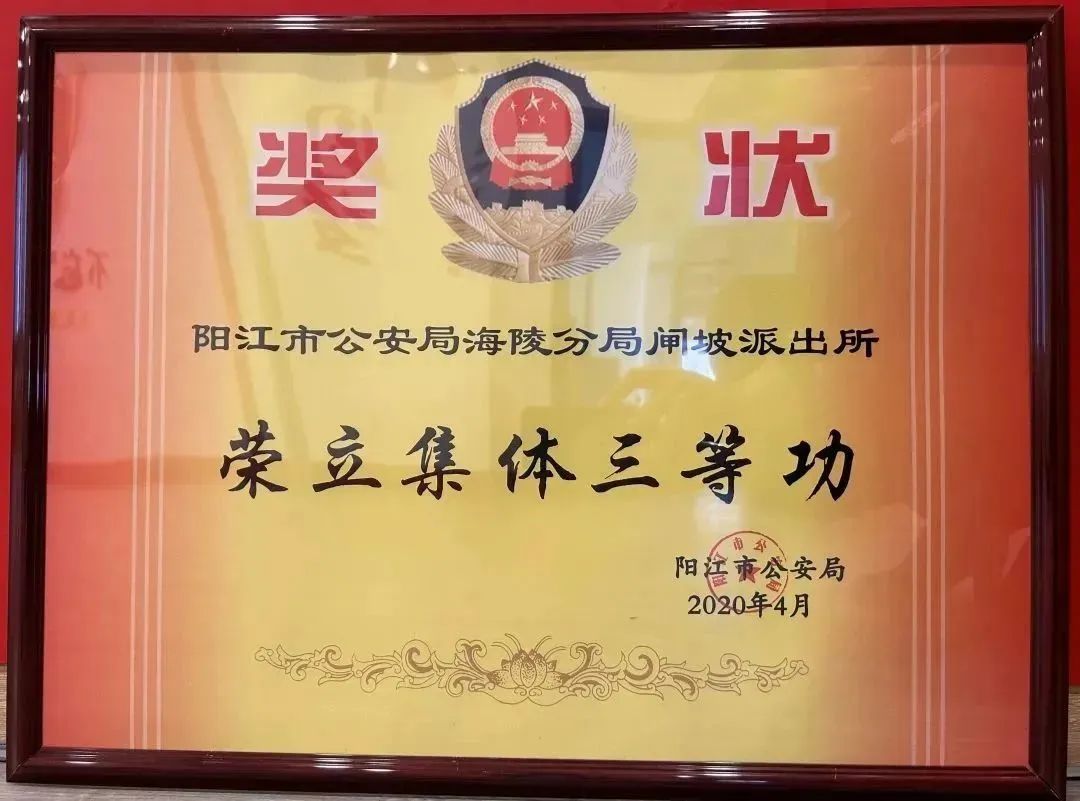 奖状
阳江市公安局海陵分局闸坡派出所
荣立集体三等功
阳江市公安局
2020年4月